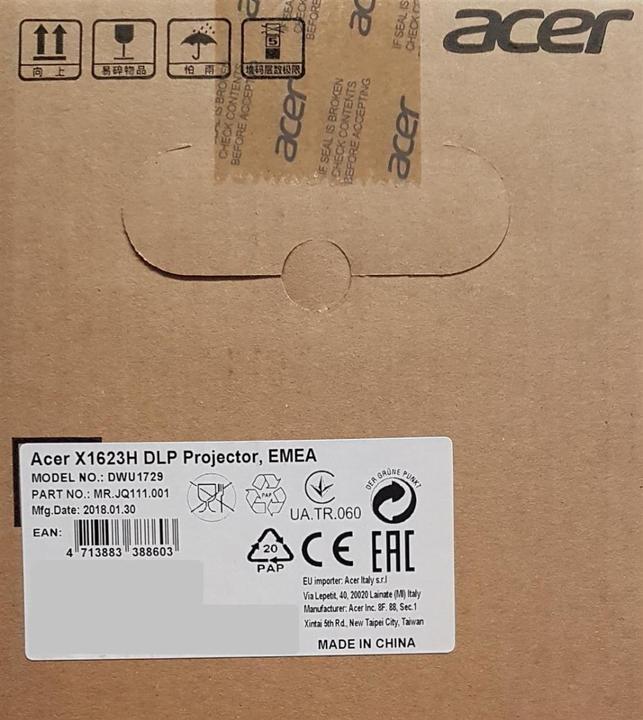 acer
向 上
易碎物品
怕 雨
5
堆码层数极限
IF SEAL IS BROKEN
CHECK CONTENTS
BEFORE ACCEPTING
acer
IF SEAL IS BROKEN
CHECK CONTENTS
BEFORE ACCEPTING
acer
IF SEAL IS
Acer X1623H DLP Projector, EMEA
MODEL NO.: DWU1729
PART NO.: MR.JQ111.001
Mfg.Date: 2018.01.30
EAN:
4 713883 388603
PAP
UA.TR.060
DER GRÜNE PUNKT
20
PAP
CE
EAC
EU importer: Acer Italy s.r.l
Via Lepetit, 40, 20020 Lainate (MI) Italy
Manufacturer: Acer Inc. 8F. 88, Sec.1
Xintai 5th Rd., New Taipei City, Taiwan
MADE IN CHINA